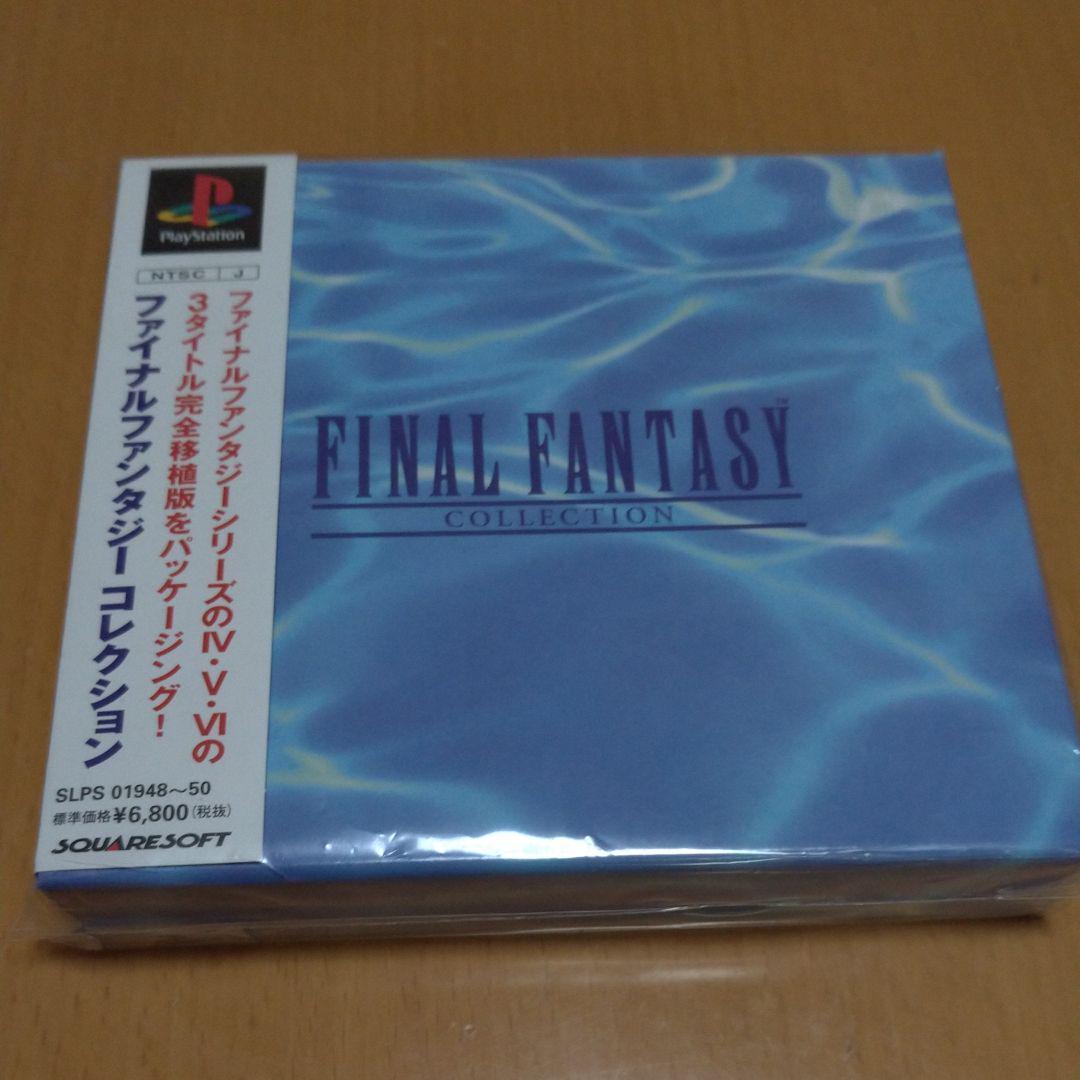 PlayStation
NTSC J
ファイナルファンタジーシリーズのⅣ・Ⅴ・Ⅵの
3タイトル完全移植版をパッケージング!
ファイナルファンタジー コレクション
SLPS 01948～50
標準価格¥6,800(税抜)
SQUARESOFT
FINAL FANTASY™
COLLECTION